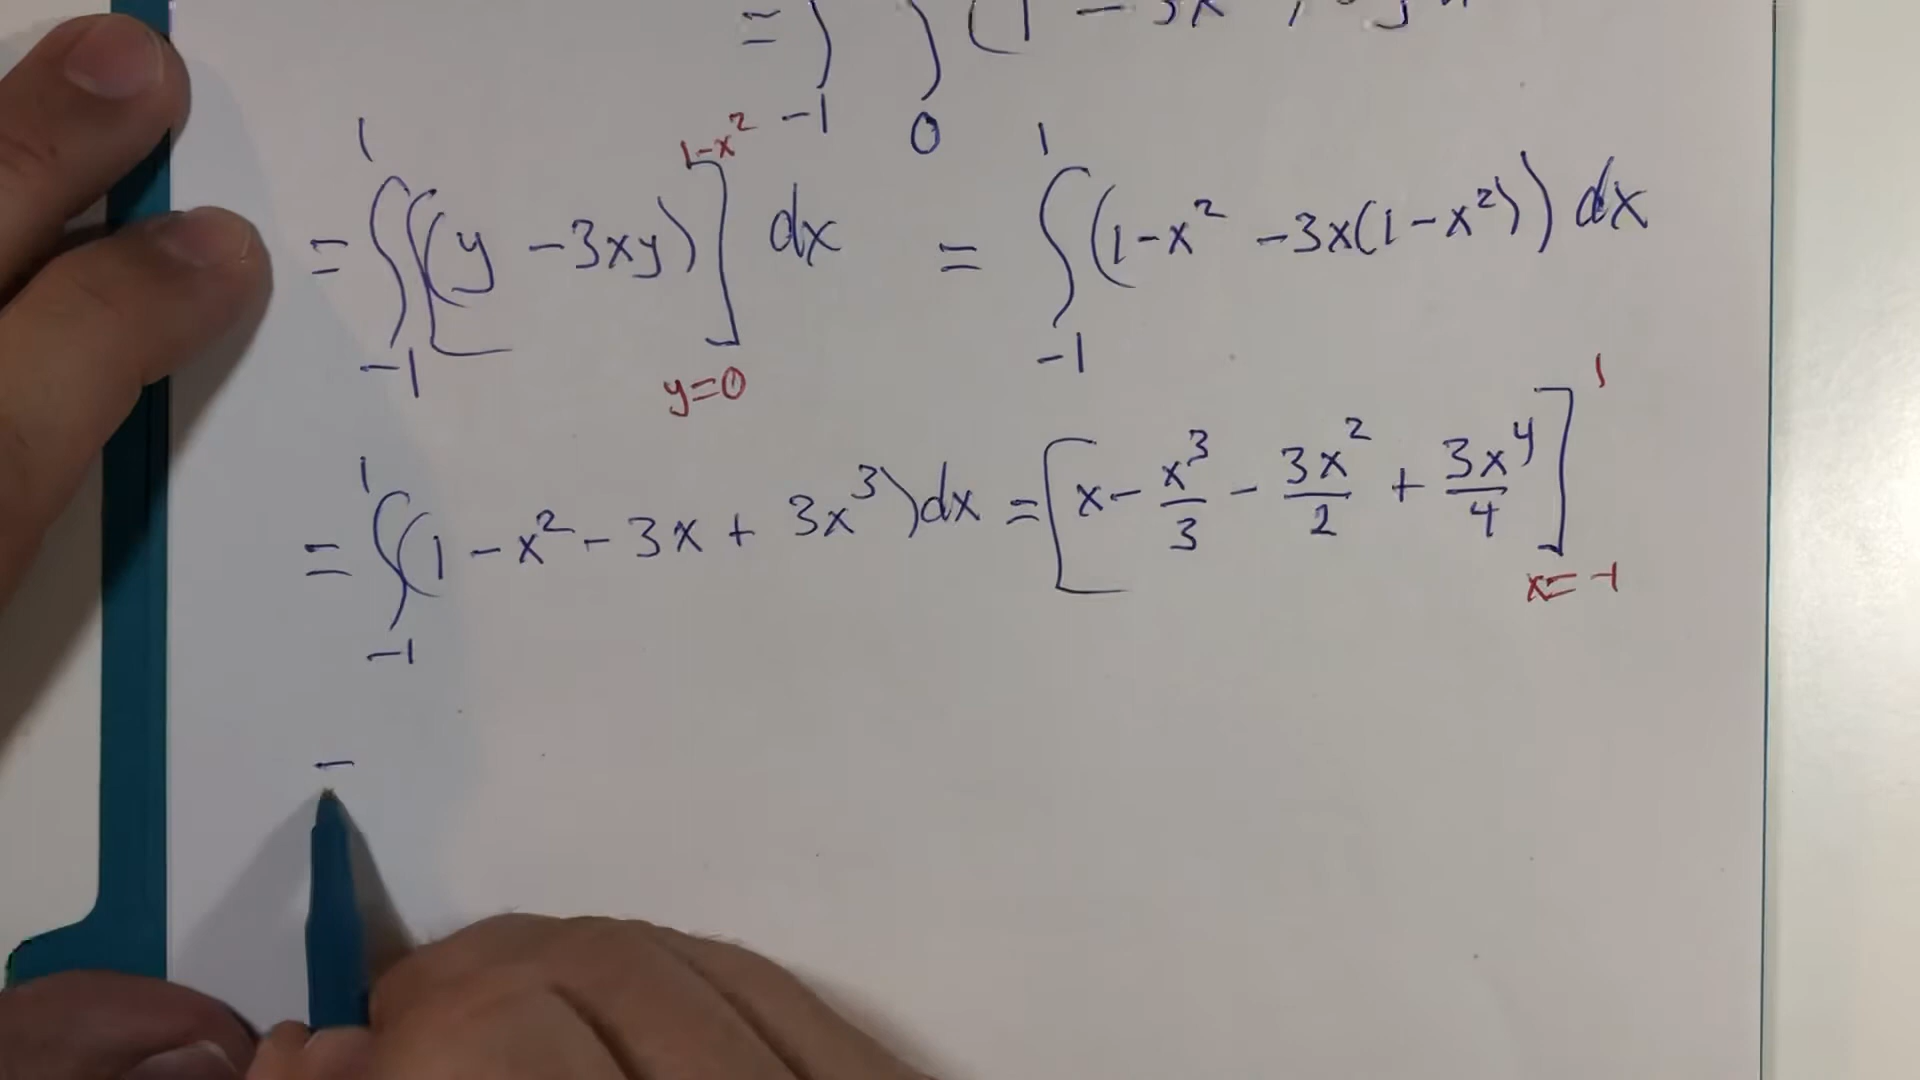 = ∫ ∫ (1 - 3x
-1 0
= ∫_{-1}^{1} [(y - 3xy)]_{y=0}^{1-x²} dx = ∫_{-1}^{1} (1-x² - 3x(1-x²)) dx
= ∫_{-1}^{1} (1 - x² - 3x + 3x³) dx = [x - x³/3 - 3x²/2 + 3x⁴/4]_{x=-1}^{1}
-